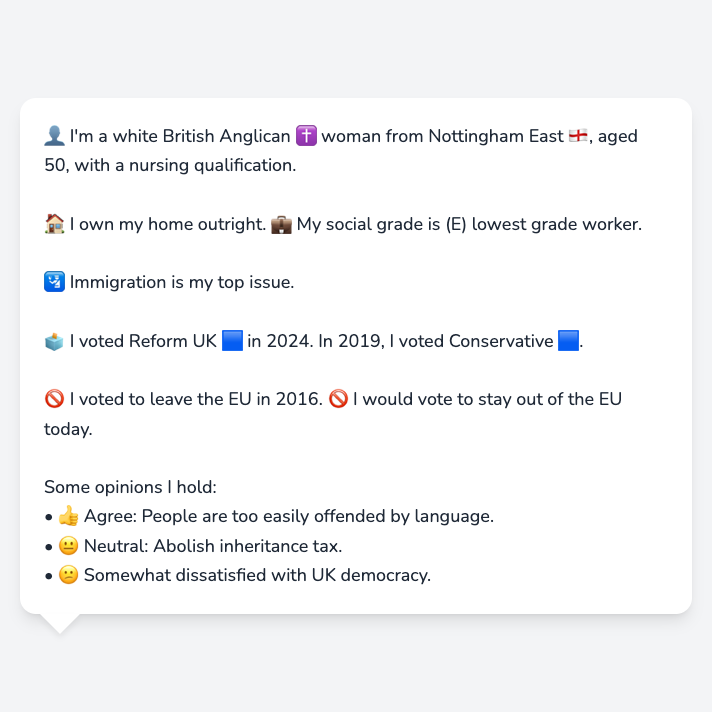 👤 I'm a white British Anglican ✝️ woman from Nottingham East 🏴󠁧󠁢󠁥󠁮󠁧󠁿, aged
50, with a nursing qualification.
🏠 I own my home outright. 💼 My social grade is (E) lowest grade worker.
🛂 Immigration is my top issue.
🗳️ I voted Reform UK 🟦 in 2024. In 2019, I voted Conservative 🟦.
🚫 I voted to leave the EU in 2016. 🚫 I would vote to stay out of the EU
today.
Some opinions I hold:
• 👍 Agree: People are too easily offended by language.
• 😐 Neutral: Abolish inheritance tax.
• 😕 Somewhat dissatisfied with UK democracy.